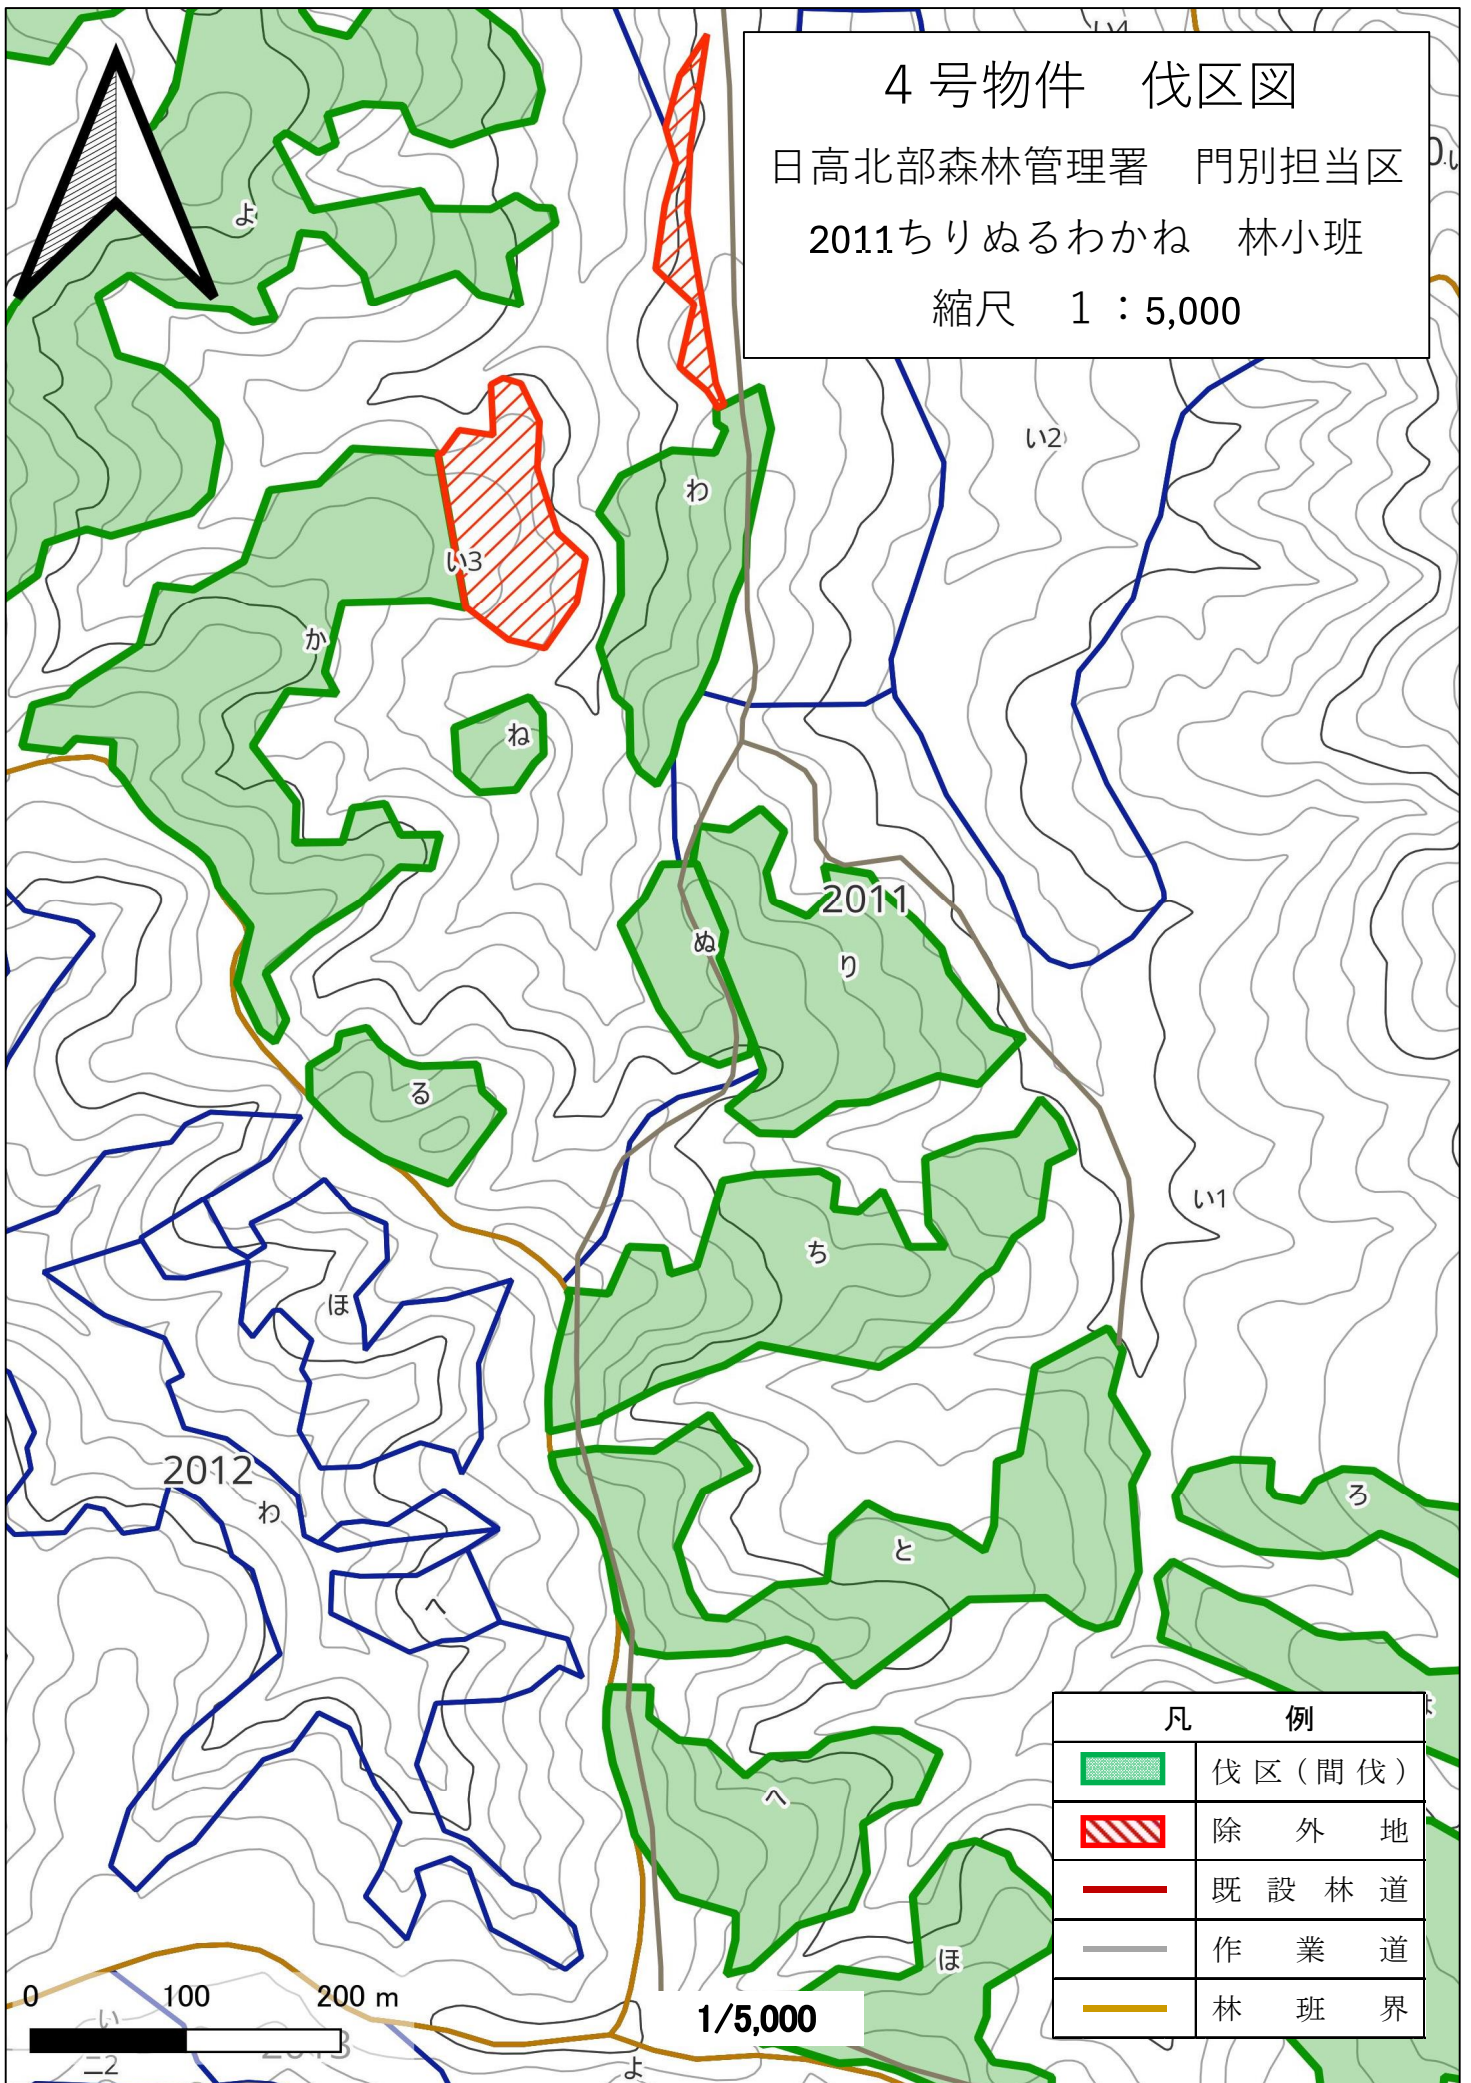 ４号物件　伐区図
日高北部森林管理署　門別担当区
2011ちりぬるわかね　林小班
縮尺　１：5,000
よ
い2
わ
い3
か
ね
2011
ぬ
り
る
い1
ち
ほ
2012
わ
ろ
と
へ
へ
ほ
凡　例
伐区(間伐)
除外地
既設林道
作業道
林班界
0 100 200 m
1/5,000
い
ニ2
よ